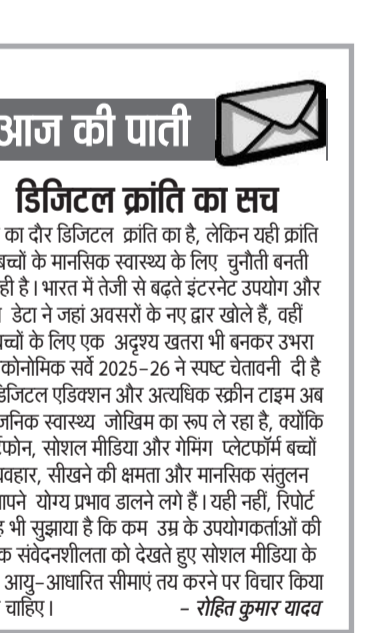 आज की पाती
डिजिटल क्रांति का सच
का दौर डिजिटल क्रांति का है, लेकिन यही क्रांति
बच्चों के मानसिक स्वास्थ्य के लिए चुनौती बनती
ही है। भारत में तेजी से बढ़ते इंटरनेट उपयोग और
डेटा ने जहां अवसरों के नए द्वार खोले हैं, वहीं
च्चों के लिए एक अदृश्य खतरा भी बनकर उभरा
कोनोमिक सर्वे 2025-26 ने स्पष्ट चेतावनी दी है
डिजिटल एडिक्शन और अत्यधिक स्क्रीन टाइम अब
जनिक स्वास्थ्य जोखिम का रूप ले रहा है, क्योंकि
र्टफोन, सोशल मीडिया और गेमिंग प्लेटफॉर्म बच्चों
यवहार, सीखने की क्षमता और मानसिक संतुलन
मापने योग्य प्रभाव डालने लगे हैं। यही नहीं, रिपोर्ट
ह भी सुझाया है कि कम उम्र के उपयोगकर्ताओं की
क संवेदनशीलता को देखते हुए सोशल मीडिया के
आयु-आधारित सीमाएं तय करने पर विचार किया
चाहिए। - रोहित कुमार यादव